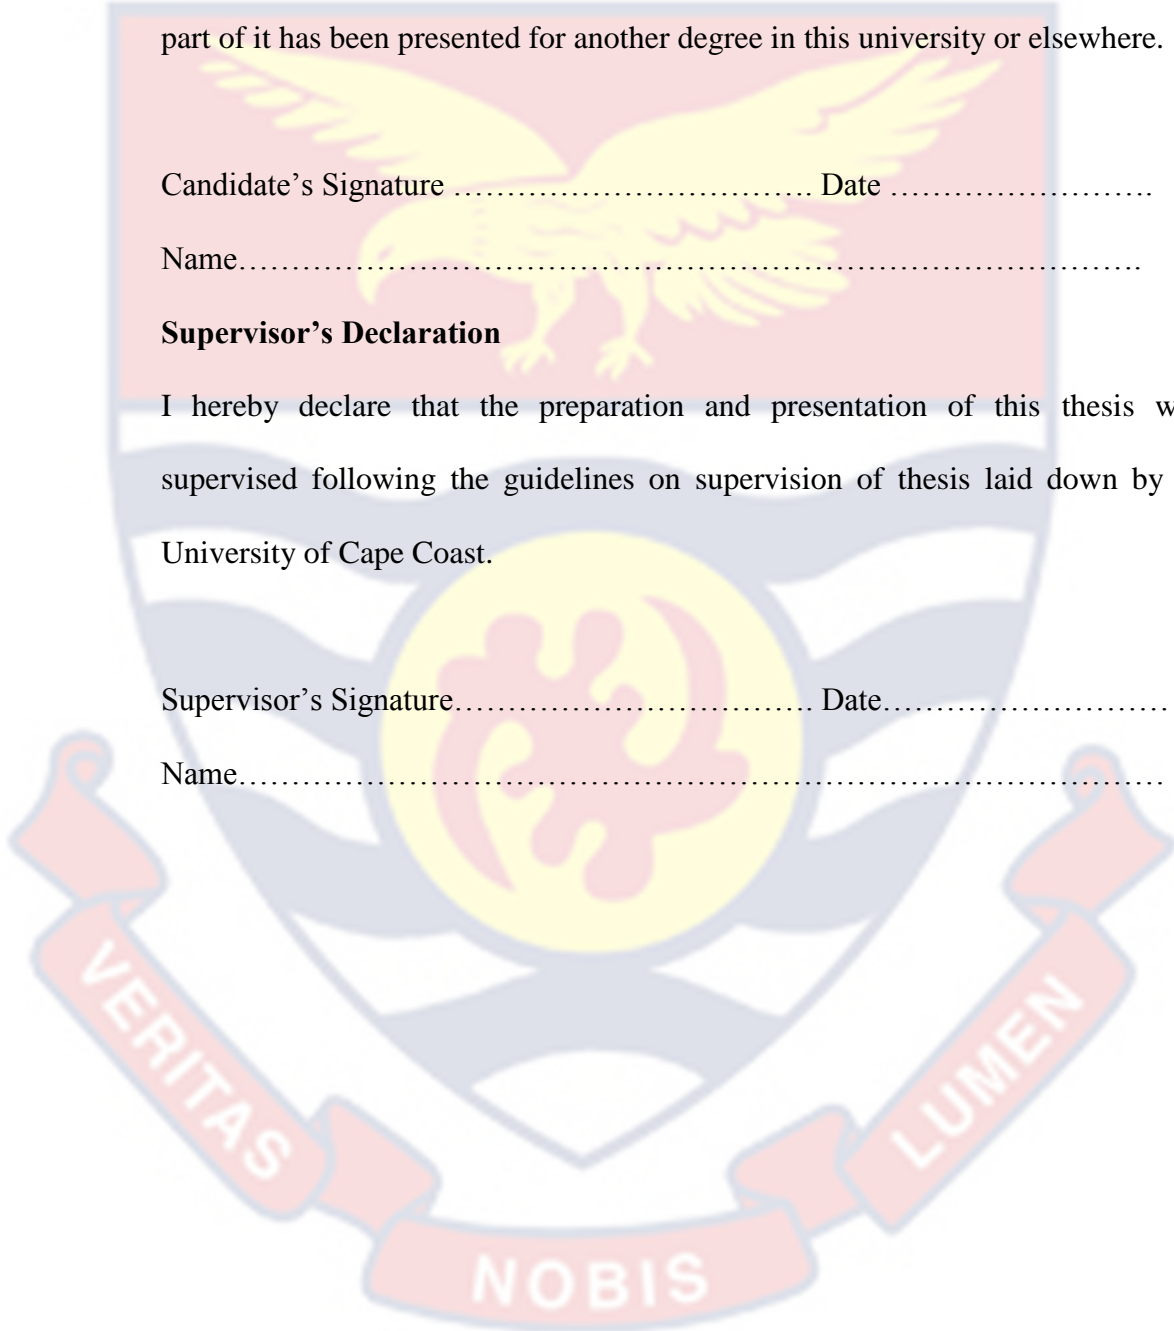 part of it has been presented for another degree in this university or elsewhere.
Candidate’s Signature ………………………………. Date …………………….
Name………………………………………………………………………….
Supervisor’s Declaration
I hereby declare that the preparation and presentation of this thesis
supervised following the guidelines on supervision of thesis laid down by
University of Cape Coast.
Supervisor’s Signature……………………………. Date………………………
Name……………………………………………………………………………
VERITAS
NOBIS
LUMEN